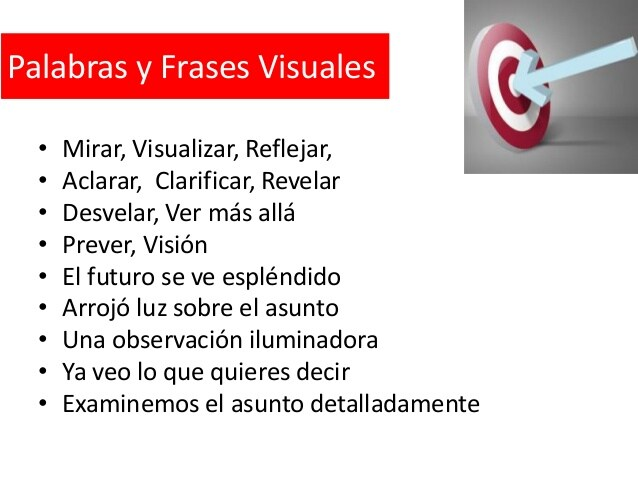 Palabras y Frases Visuales
• Mirar, Visualizar, Reflejar,
• Aclarar, Clarificar, Revelar
• Desvelar, Ver más allá
• Prever, Visión
• El futuro se ve espléndido
• Arrojó luz sobre el asunto
• Una observación iluminadora
• Ya veo lo que quieres decir
• Examinemos el asunto detalladamente